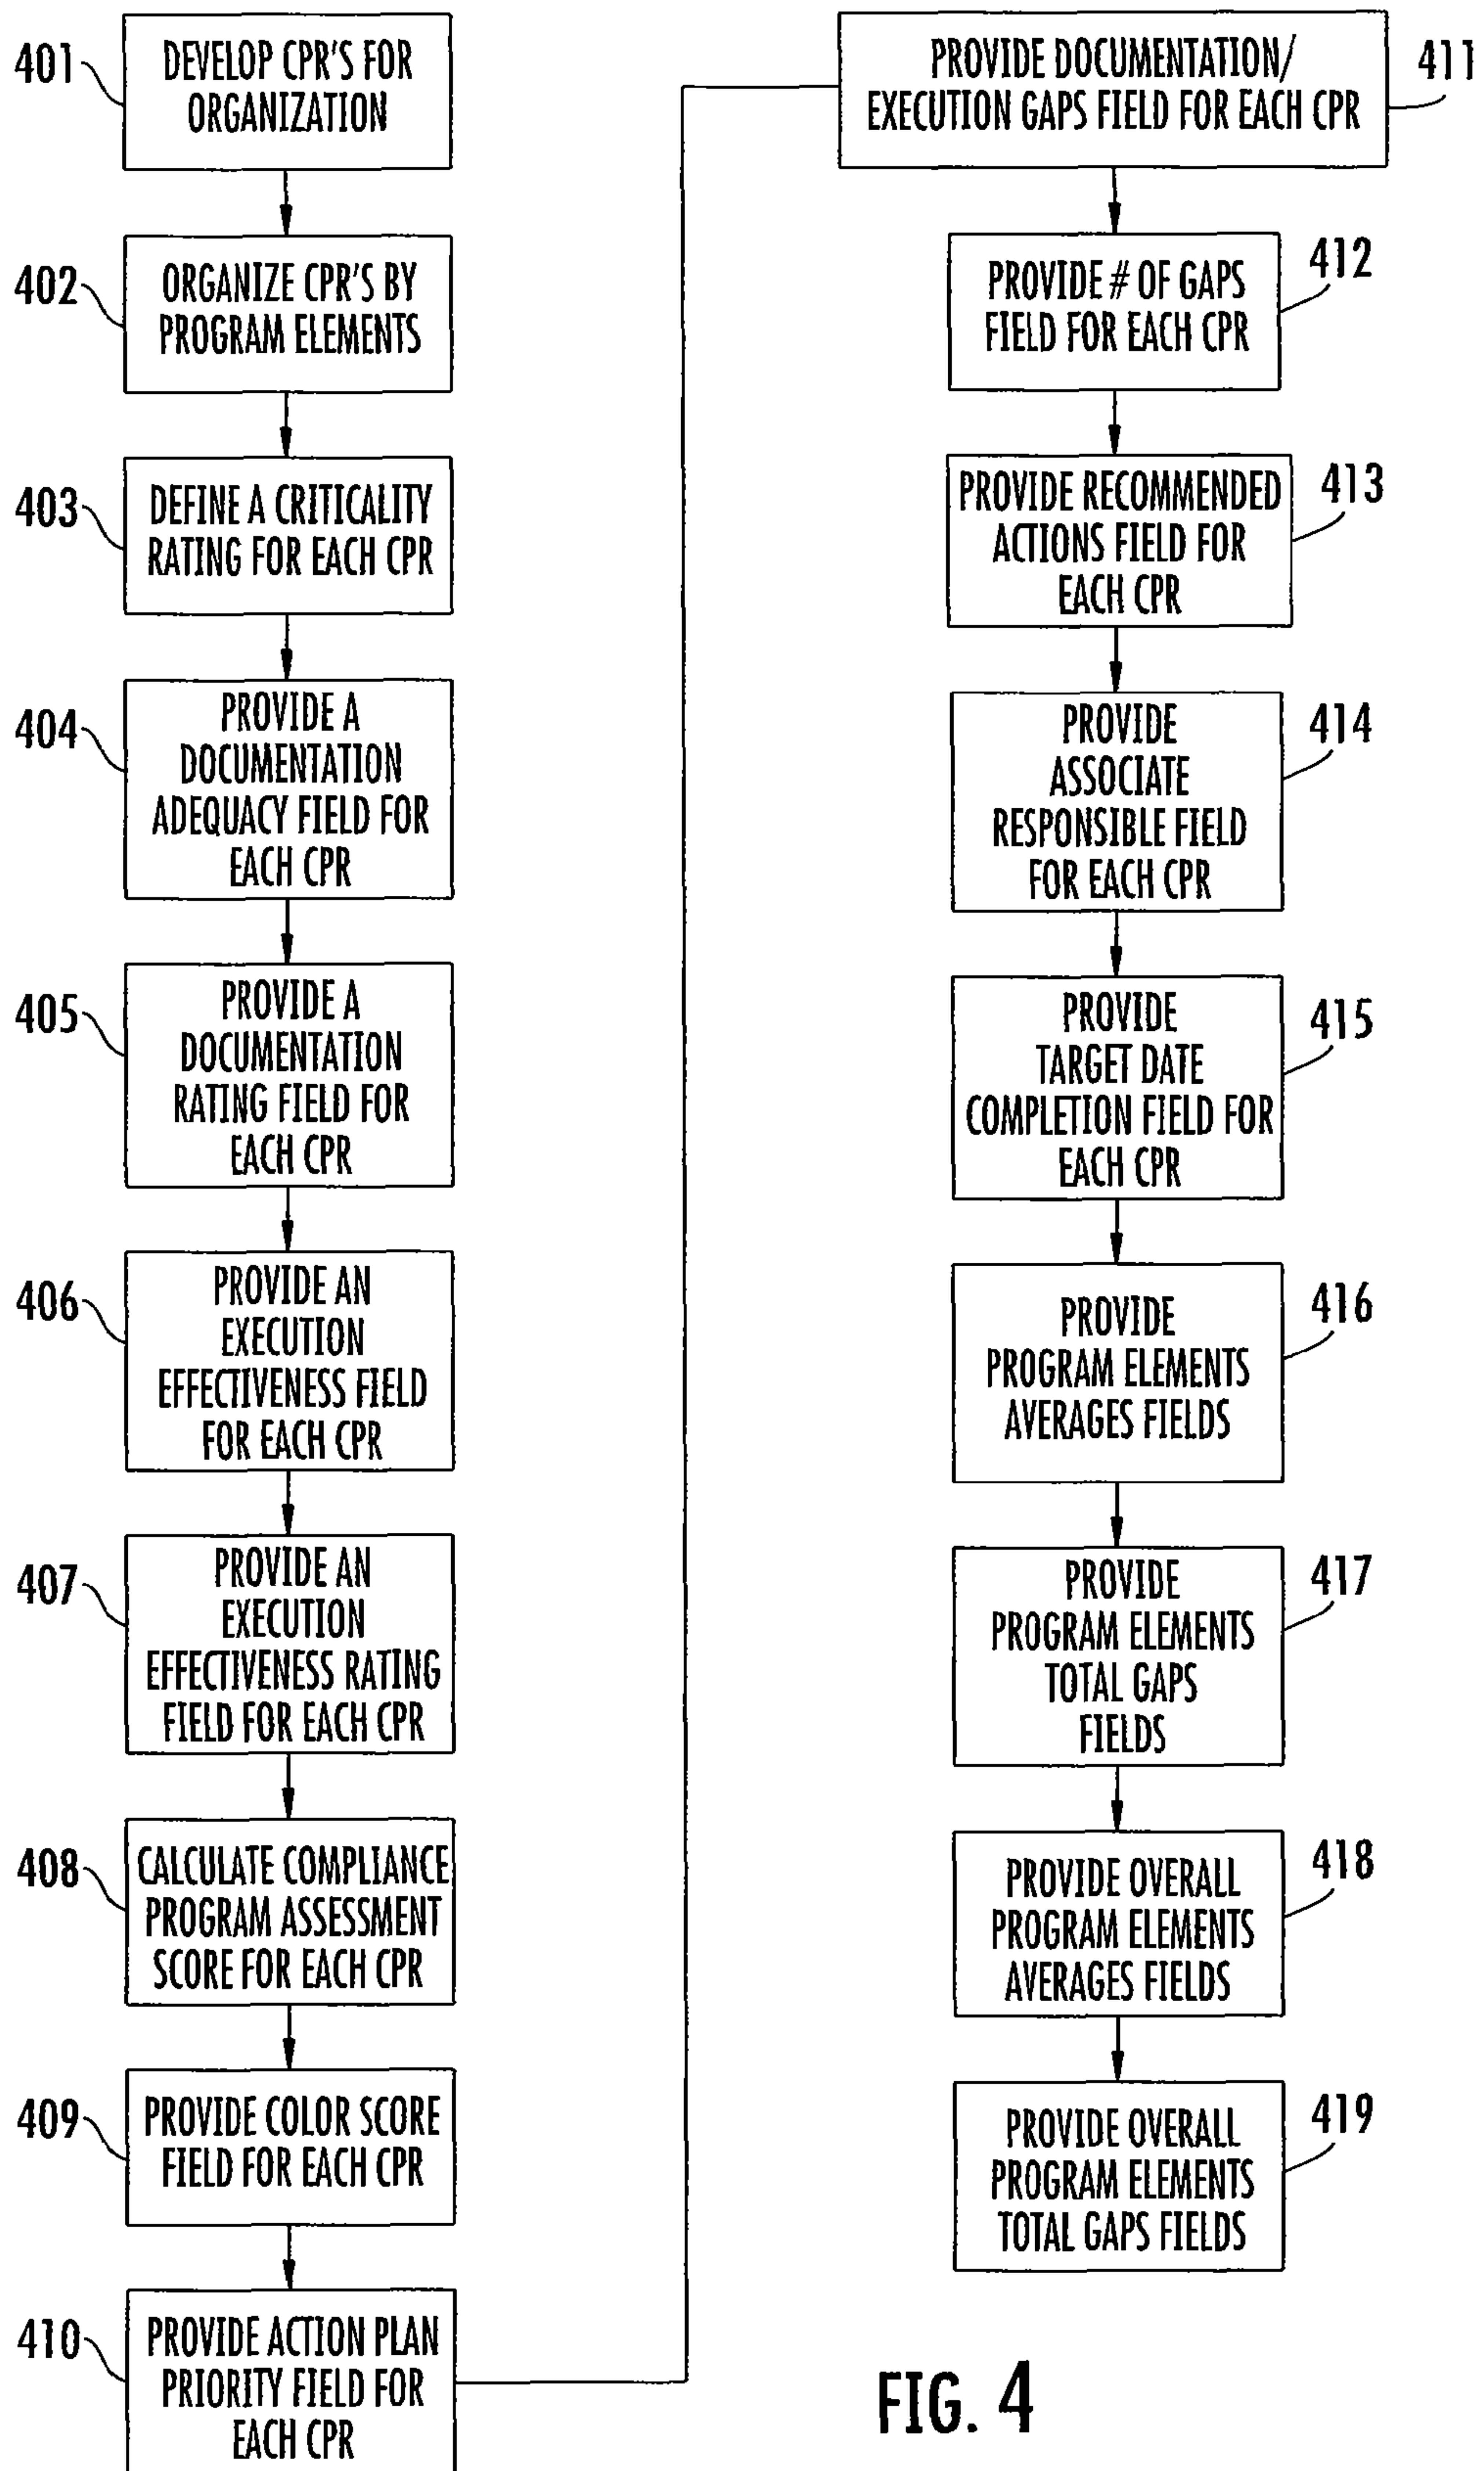 401
DEVELOP CPR'S FOR
ORGANIZATION
402
ORGANIZE CPR'S BY
PROGRAM ELEMENTS
403
DEFINE A CRITICALITY
RATING FOR EACH CPR
404
PROVIDE A
DOCUMENTATION
ADEQUACY FIELD FOR
EACH CPR
405
PROVIDE A
DOCUMENTATION
RATING FIELD FOR
EACH CPR
406
PROVIDE AN
EXECUTION
EFFECTIVENESS FIELD
FOR EACH CPR
407
PROVIDE AN
EXECUTION
EFFECTIVENESS RATING
FIELD FOR EACH CPR
408
CALCULATE COMPLIANCE
PROGRAM ASSESSMENT
SCORE FOR EACH CPR
409
PROVIDE COLOR SCORE
FIELD FOR EACH CPR
410
PROVIDE ACTION PLAN
PRIORITY FIELD FOR
EACH CPR
411
PROVIDE DOCUMENTATION/
EXECUTION GAPS FIELD FOR EACH CPR
412
PROVIDE # OF GAPS
FIELD FOR EACH CPR
413
PROVIDE RECOMMENDED
ACTIONS FIELD FOR
EACH CPR
414
PROVIDE
ASSOCIATE
RESPONSIBLE FIELD
FOR EACH CPR
415
PROVIDE
TARGET DATE
COMPLETION FIELD FOR
EACH CPR
416
PROVIDE
PROGRAM ELEMENTS
AVERAGES FIELDS
417
PROVIDE
PROGRAM ELEMENTS
TOTAL GAPS
FIELDS
418
PROVIDE OVERALL
PROGRAM ELEMENTS
AVERAGES FIELDS
419
PROVIDE OVERALL
PROGRAM ELEMENTS
TOTAL GAPS FIELDS
FIG. 4